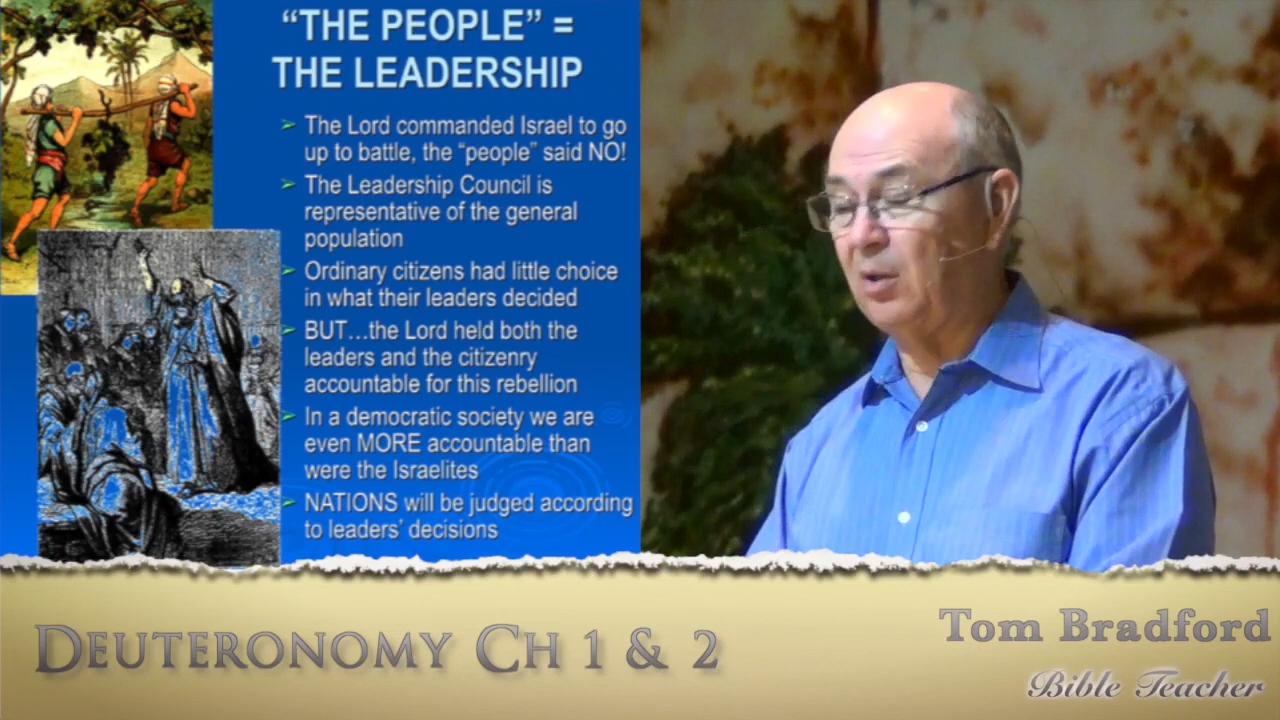 “THE PEOPLE” =
THE LEADERSHIP
➢ The Lord commanded Israel to go
up to battle, the “people” said NO!
➢ The Leadership Council is
representative of the general
population
➢ Ordinary citizens had little choice
in what their leaders decided
➢ BUT…the Lord held both the
leaders and the citizenry
accountable for this rebellion
➢ In a democratic society we are
even MORE accountable than
were the Israelites
➢ NATIONS will be judged according
to leaders’ decisions
DEUTERONOMY CH 1 & 2
Tom Bradford
Bible Teacher